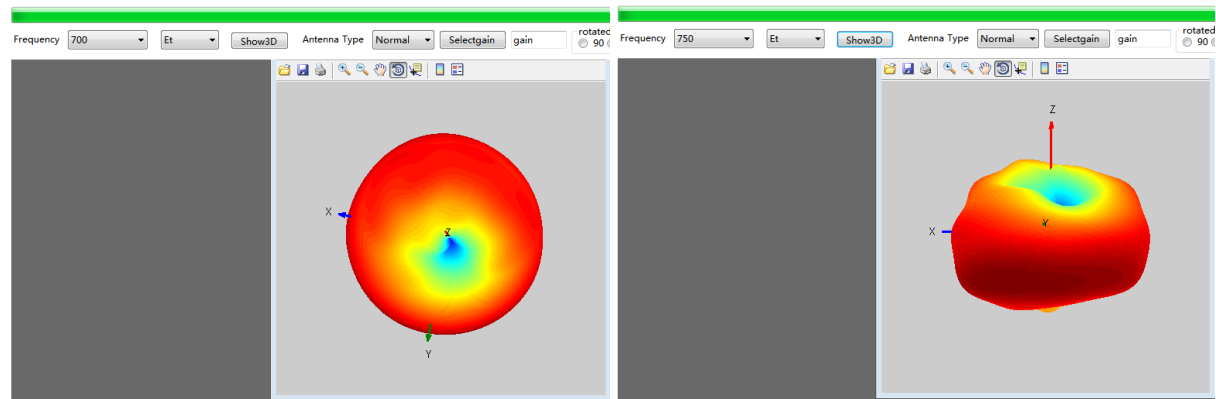 Frequency 700 Et Show3D Antenna Type Normal Selectgain gain rotated
90
X
Z
Y
Frequency 750 Et Show3D Antenna Type Normal Selectgain gain rotated
90
Z
X
Y